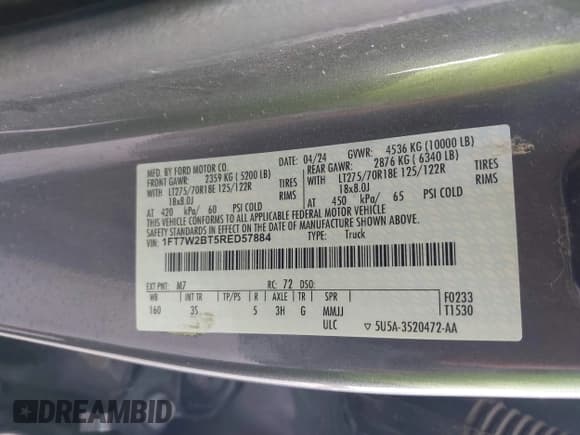 MFD. BY FORD MOTOR CO. 04/24 GVWR: 4536 KG (10000 LB)
FRONT GAWR: 2359 KG ( 5200 LB) REAR GAWR: 2876 KG ( 6340 LB)
WITH LT275/70R18E 125/122R TIRES WITH LT275/70R18E 125/122R TIRES
18x8.0J RIMS 18x8.0J RIMS
AT 420 kPa/ 60 PSI COLD AT 450 kPa/ 65 PSI COLD
THIS VEHICLE CONFORMS TO ALL APPLICABLE FEDERAL MOTOR VEHICLE
SAFETY STANDARDS IN EFFECT ON THE DATE OF MANUFACTURE SHOWN ABOVE.
VIN: 1FT7W2BT5RED57884 TYPE: Truck
EXT PNT: M7 RC: 72 DSO: F0233
WB INT TR TP/PS R AXLE TR SPR T1530
160 35 5 3H G MMJJ
ULC 5U5A-3520472-AA
DREAMBID